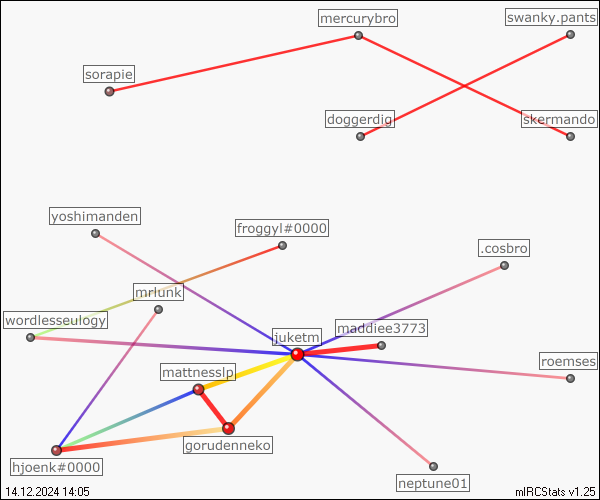 mercurybro
swanky.pants
sorapie
doggerdig
skermando
yoshimanden
froggyl#0000
.cosbro
mrlunk
wordlesseulogy
juketm
maddiee3773
roemses
mattnesslp
gorudenneko
hjoenk#0000
neptune01
14.12.2024 14:05
mIRCStats v1.25